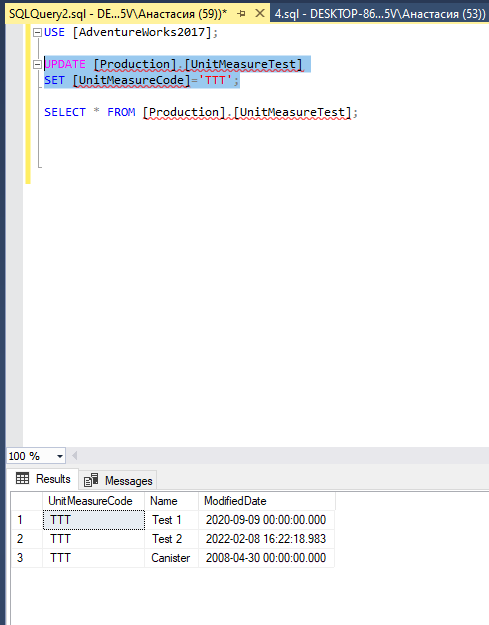 SQLQuery2.sql - DE...5V\Анастасия (59))* 4.sql - DESKTOP-86...5V\Анастасия (53))
USE [AdventureWorks2017];
UPDATE [Production].[UnitMeasureTest]
SET [UnitMeasureCode]='TTT';
SELECT * FROM [Production].[UnitMeasureTest];
100 %
Results Messages
UnitMeasureCode Name ModifiedDate
1 TTT Test 1 2020-09-09 00:00:00.000
2 TTT Test 2 2022-02-08 16:22:18.983
3 TTT Canister 2008-04-30 00:00:00.000